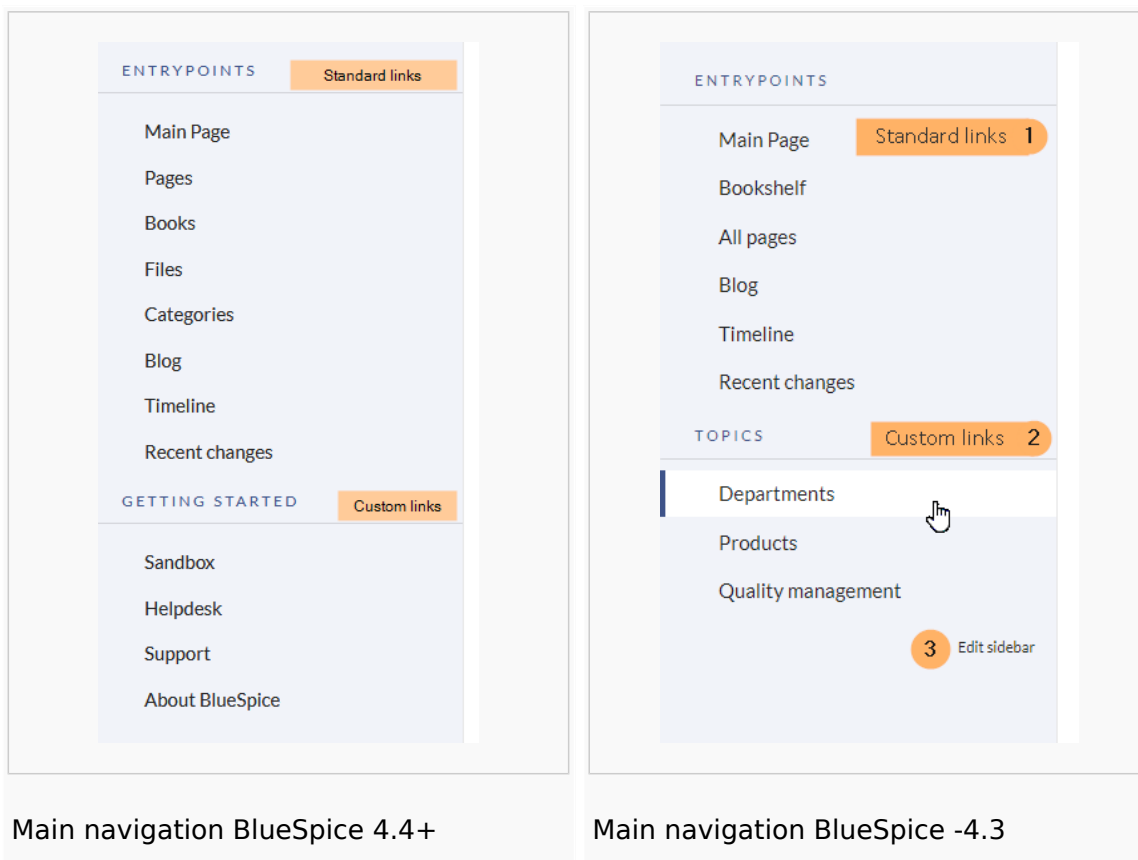 ENTRYPOINTS Standard links
Main Page
Pages
Books
Files
Categories
Blog
Timeline
Recent changes
GETTING STARTED Custom links
Sandbox
Helpdesk
Support
About BlueSpice
Main navigation BlueSpice 4.4+
ENTRYPOINTS
Main Page Standard links 1
Bookshelf
All pages
Blog
Timeline
Recent changes
TOPICS Custom links 2
Departments
Products
Quality management
3 Edit sidebar
Main navigation BlueSpice -4.3